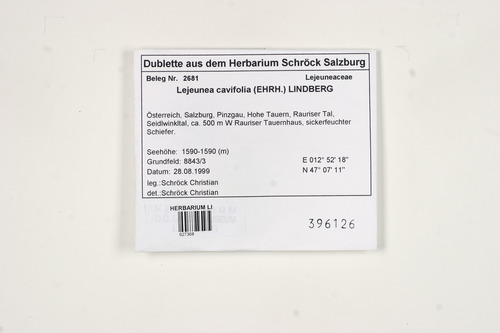 Dublette aus dem Herbarium Schröck Salzburg
Beleg Nr. 2681 Lejeuneaceae
Lejeunea cavifolia (EHRH.) LINDBERG
Österreich, Salzburg, Pinzgau, Hohe Tauern, Rauriser Tal,
Seidlwinkltal, ca. 500 m W Rauriser Tauernhaus, sickerfeuchter
Schiefer.
Seehöhe: 1590-1590 (m)
Grundfeld: 8843/3 E 012° 52' 18"
Datum: 28.08.1999 N 47° 07' 11"
leg.:Schröck Christian
det.:Schröck Christian
HERBARIUM LI
396126